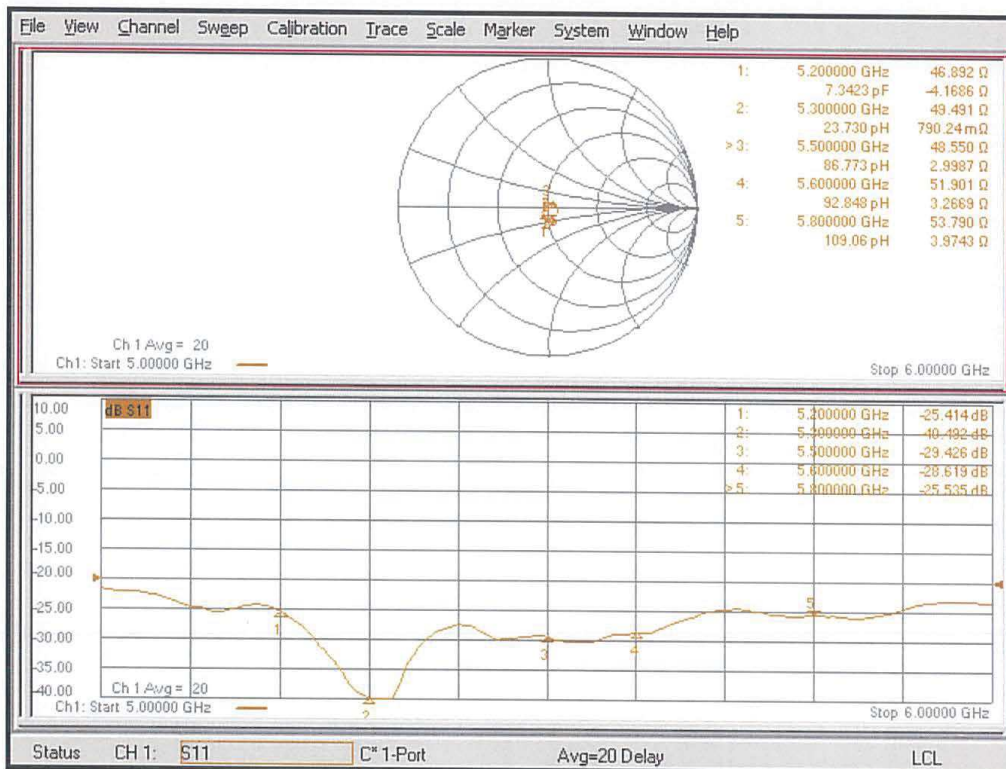 File View Channel Sweep Calibration Trace Scale Marker System Window Help
1: 5.200000 GHz 46.892 Ω
7.3423 pF -4.1686 Ω
2: 5.300000 GHz 49.491 Ω
23.730 pH 790.24 mΩ
>3: 5.500000 GHz 48.550 Ω
86.773 pH 2.9987 Ω
4: 5.600000 GHz 51.901 Ω
92.848 pH 3.2669 Ω
5: 5.800000 GHz 53.790 Ω
109.06 pH 3.9743 Ω
Ch 1 Avg = 20
Ch1: Start 5.00000 GHz
Stop 6.00000 GHz
10.00
5.00
0.00
-5.00
-10.00
-15.00
-20.00
-25.00
-30.00
-35.00
-40.00
dB S11
1: 5.200000 GHz -25.414 dB
2: 5.300000 GHz -40.492 dB
3: 5.500000 GHz -29.426 dB
4: 5.600000 GHz -28.619 dB
>5: 5.800000 GHz -25.535 dB
1
2
3
4
5
Ch 1 Avg = 20
Ch1: Start 5.00000 GHz
Stop 6.00000 GHz
Status CH 1: S11 C* 1-Port Avg=20 Delay LCL